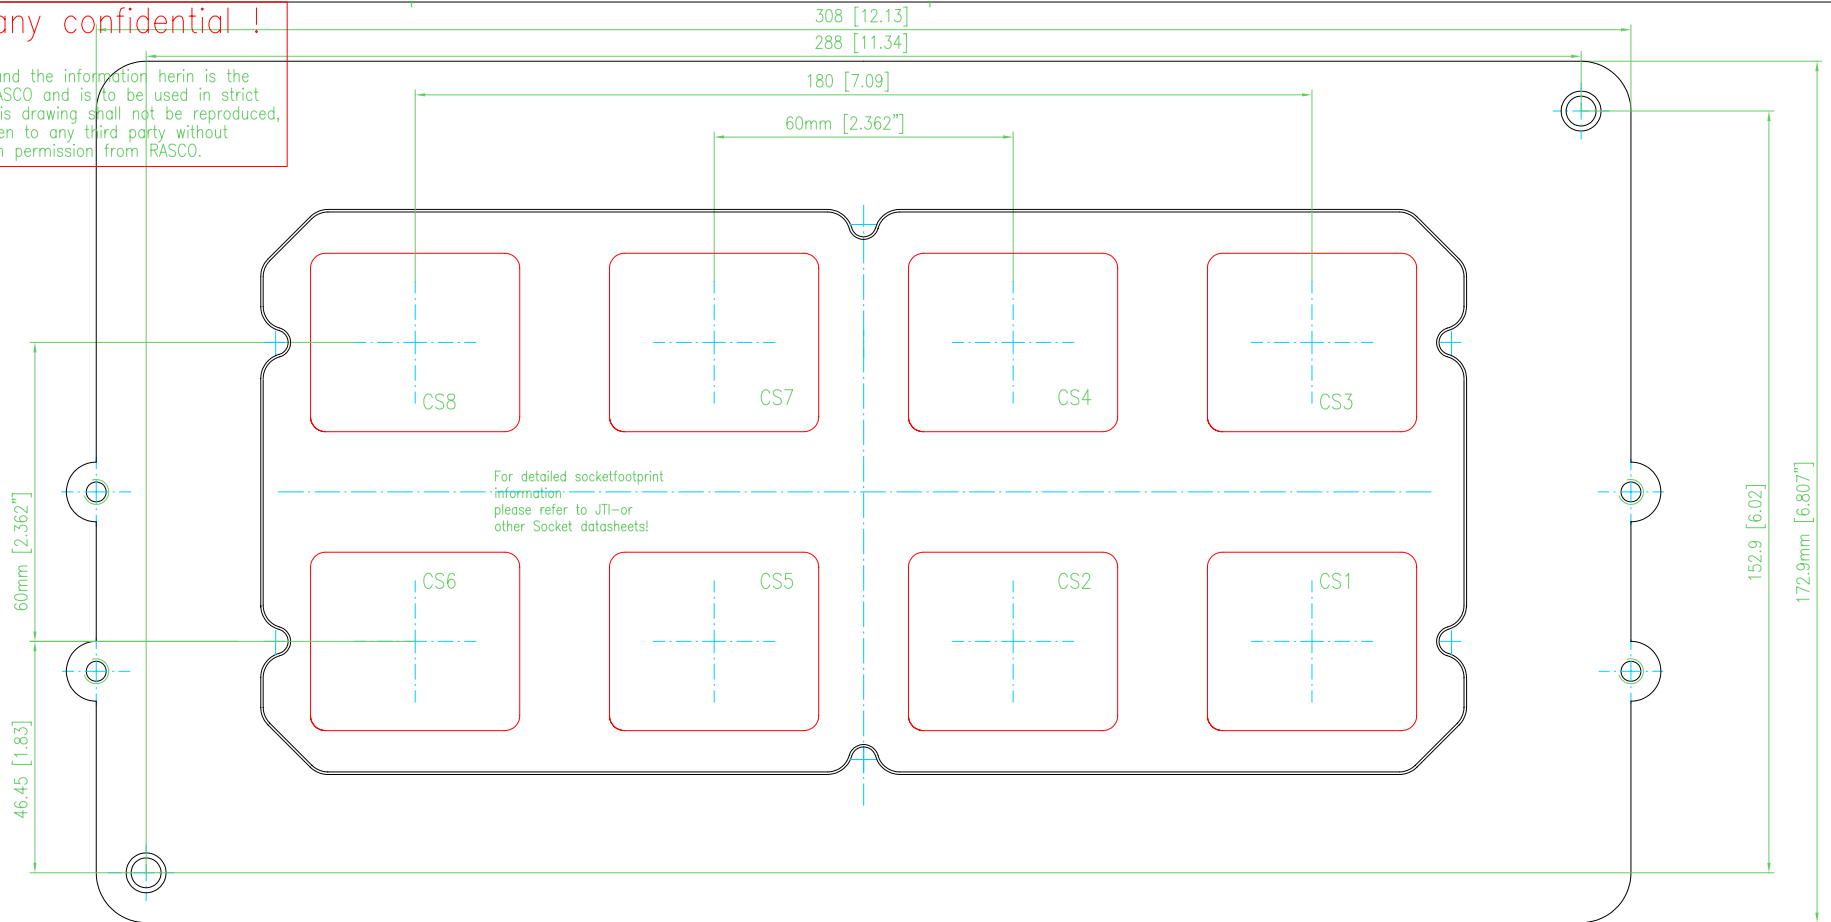 any confidential !
and the information herin is the
ASCO and is to be used in strict
is drawing shall not be reproduced,
en to any third party without
n permission from RASCO.
308 [12.13]
288 [11.34]
180 [7.09]
60mm [2.362"]
CS8
CS7
CS4
CS3
For detailed socketfootprint
information
please refer to JTI-or
other Socket datasheets!
60mm [2.362"]
152.9 [6.02]
172.9mm [6.807"]
CS6
CS5
CS2
CS1
46.45 [1.83]